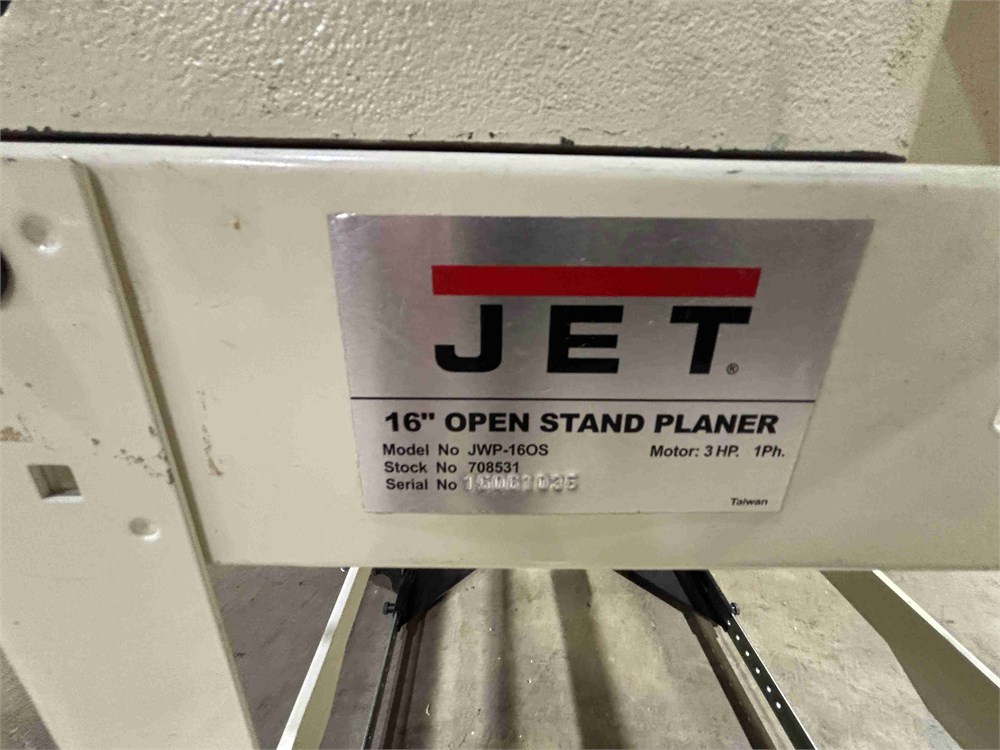 JET®
16" OPEN STAND PLANER
Model No JWP-16OS Motor: 3 HP. 1Ph.
Stock No 708531
Serial No
Taiwan